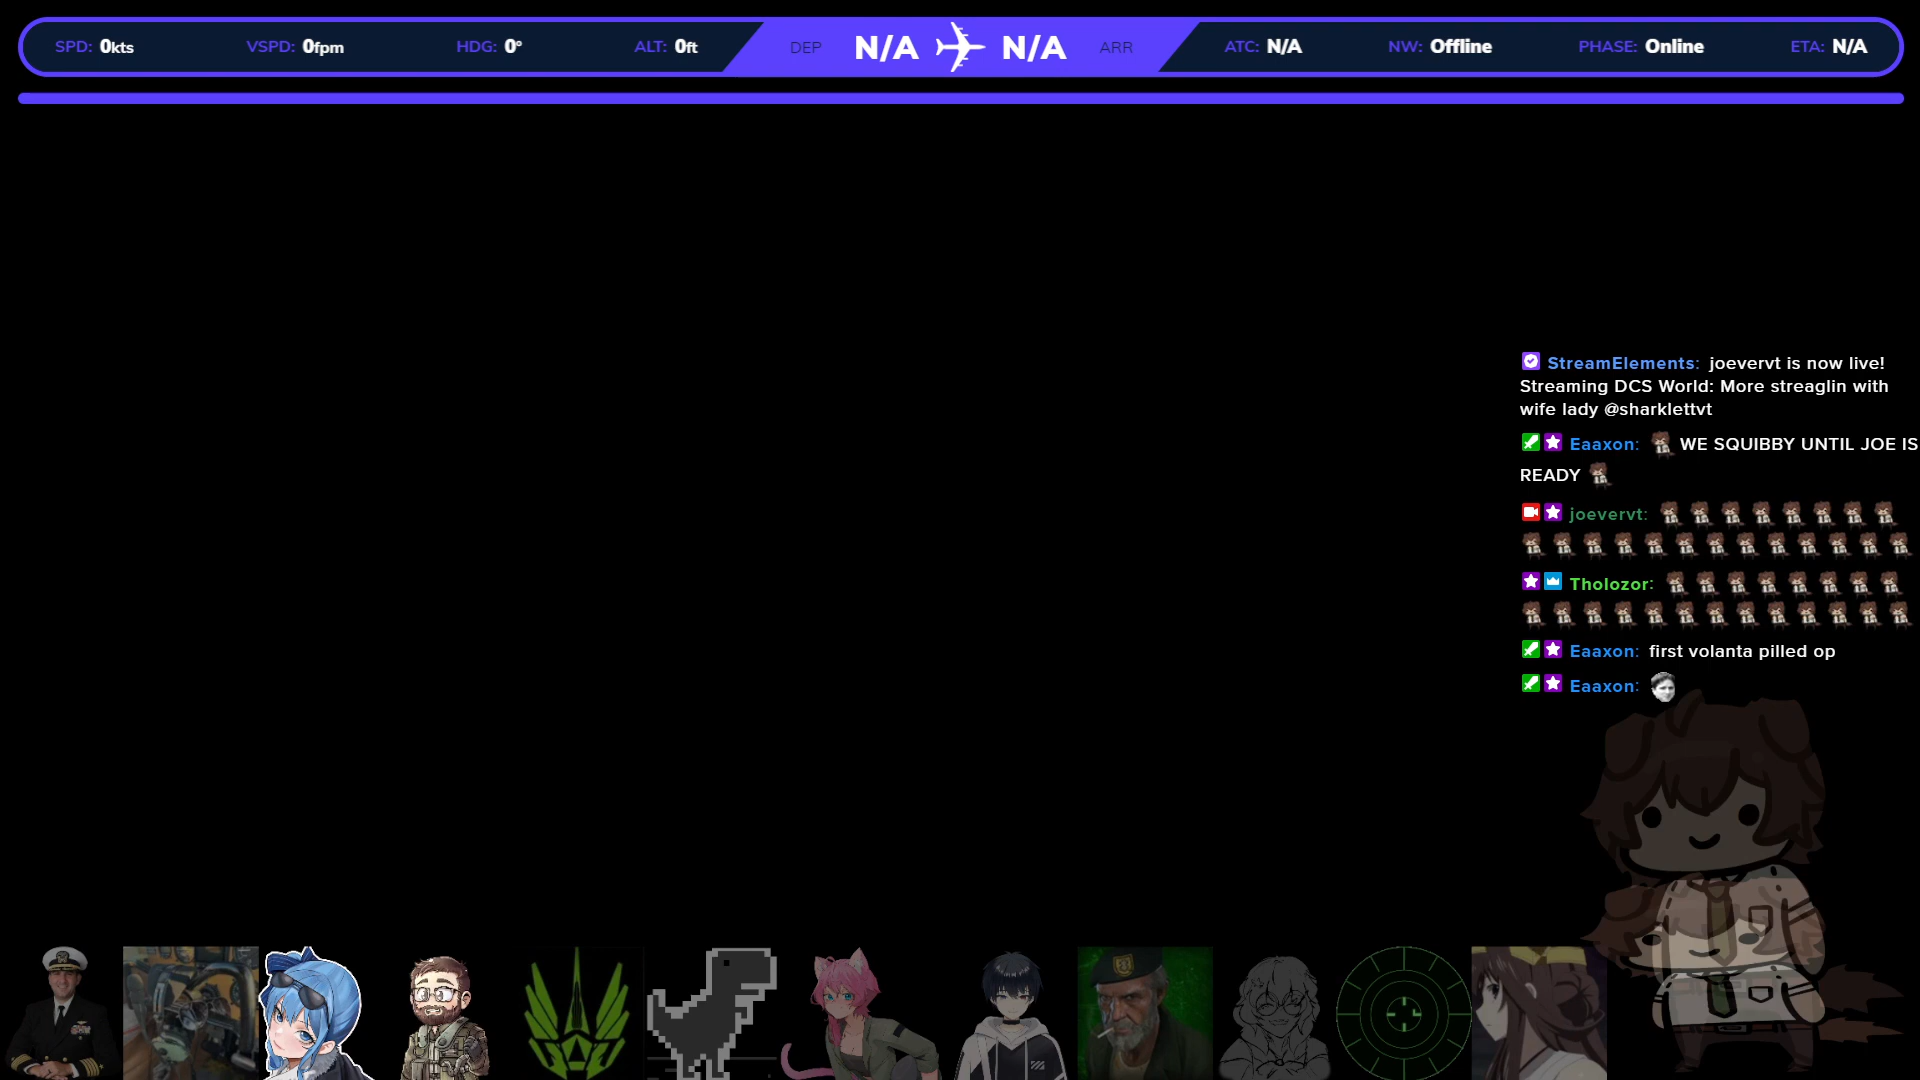 SPD: 0kts VSPD: 0fpm HDG: 0° ALT: 0ft DEP N/A N/A ARR ATC: N/A NW: Offline PHASE: Online ETA: N/A
StreamElements: joevervt is now live!
Streaming DCS World: More streaglin with
wife lady @sharklettvt
Eaaxon: WE SQUIBBY UNTIL JOE IS
READY
joevervt:
Tholozor:
Eaaxon: first volanta pilled op
Eaaxon: